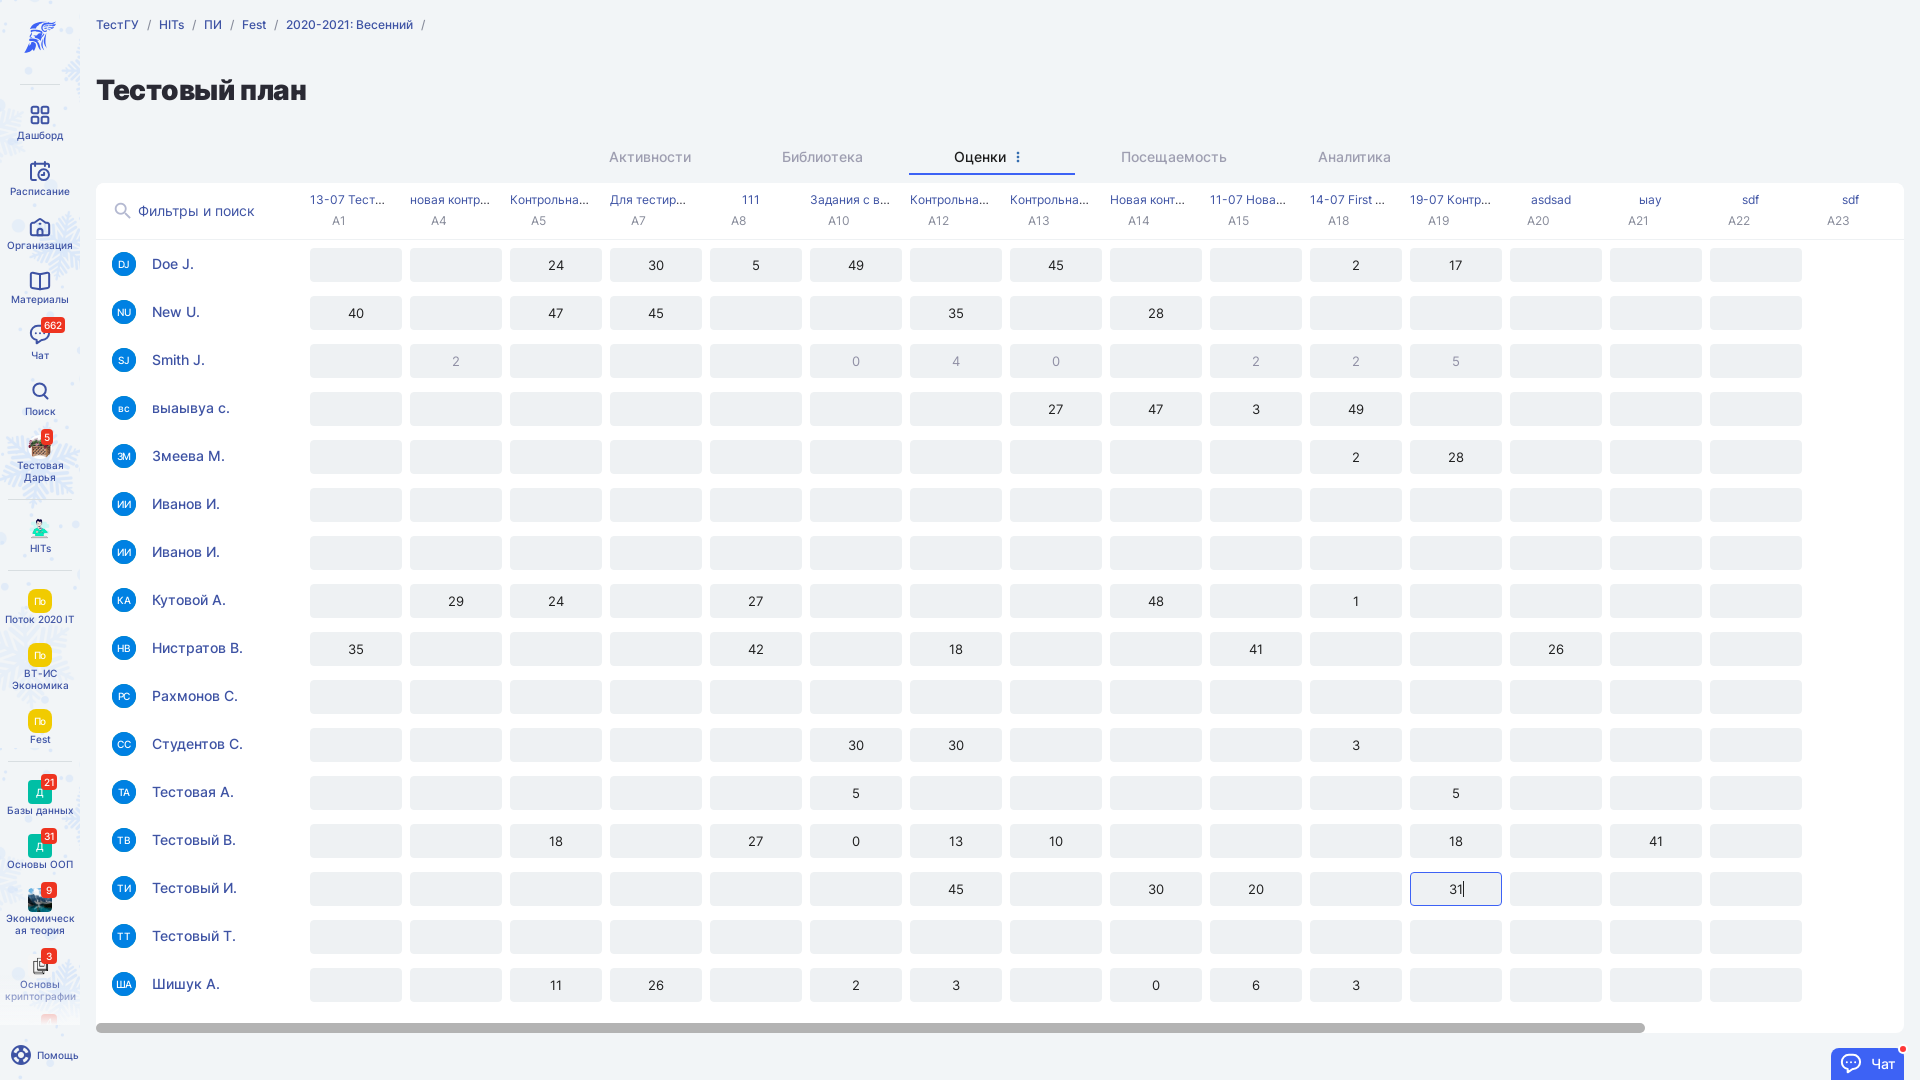 ТестГУ / HITs / ПИ / Fest / 2020-2021: Весенний /
Тестовый план
Дашборд
Расписание
Организация
Материалы
662
Чат
Поиск
5
Тестовая
Дарья
HITs
По
Поток 2020 IT
По
ВТ-ИС
Экономика
По
Fest
21
Д
Базы данных
31
Д
Основы ООП
9
Экономическ
ая теория
3
Основы
криптографии
Помощь
Активности Библиотека Оценки Посещаемость Аналитика
Фильтры и поиск
13-07 Тест... новая контр... Контрольна... Для тестир... 111 Задания с в... Контрольна... Контрольна... Новая конт... 11-07 Нова... 14-07 First ... 19-07 Контр... asdsad ыау sdf sdf
A1 A4 A5 A7 A8 A10 A12 A13 A14 A15 A18 A19 A20 A21 A22 A23
DJ Doe J. 24 30 5 49 45 2 17
NU New U. 40 47 45 35 28
SJ Smith J. 2 0 4 0 2 2 5
вс выаывуа с. 27 47 3 49
ЗМ Змеева М. 2 28
ИИ Иванов И.
ИИ Иванов И.
КА Кутовой А. 29 24 27 48 1
НВ Нистратов В. 35 42 18 41 26
РС Рахмонов С.
СС Студентов С. 30 30 3
ТА Тестовая А. 5 5
ТВ Тестовый В. 18 27 0 13 10 18 41
ТИ Тестовый И. 45 30 20 31
ТТ Тестовый Т.
ША Шишук А. 11 26 2 3 0 6 3
Чат